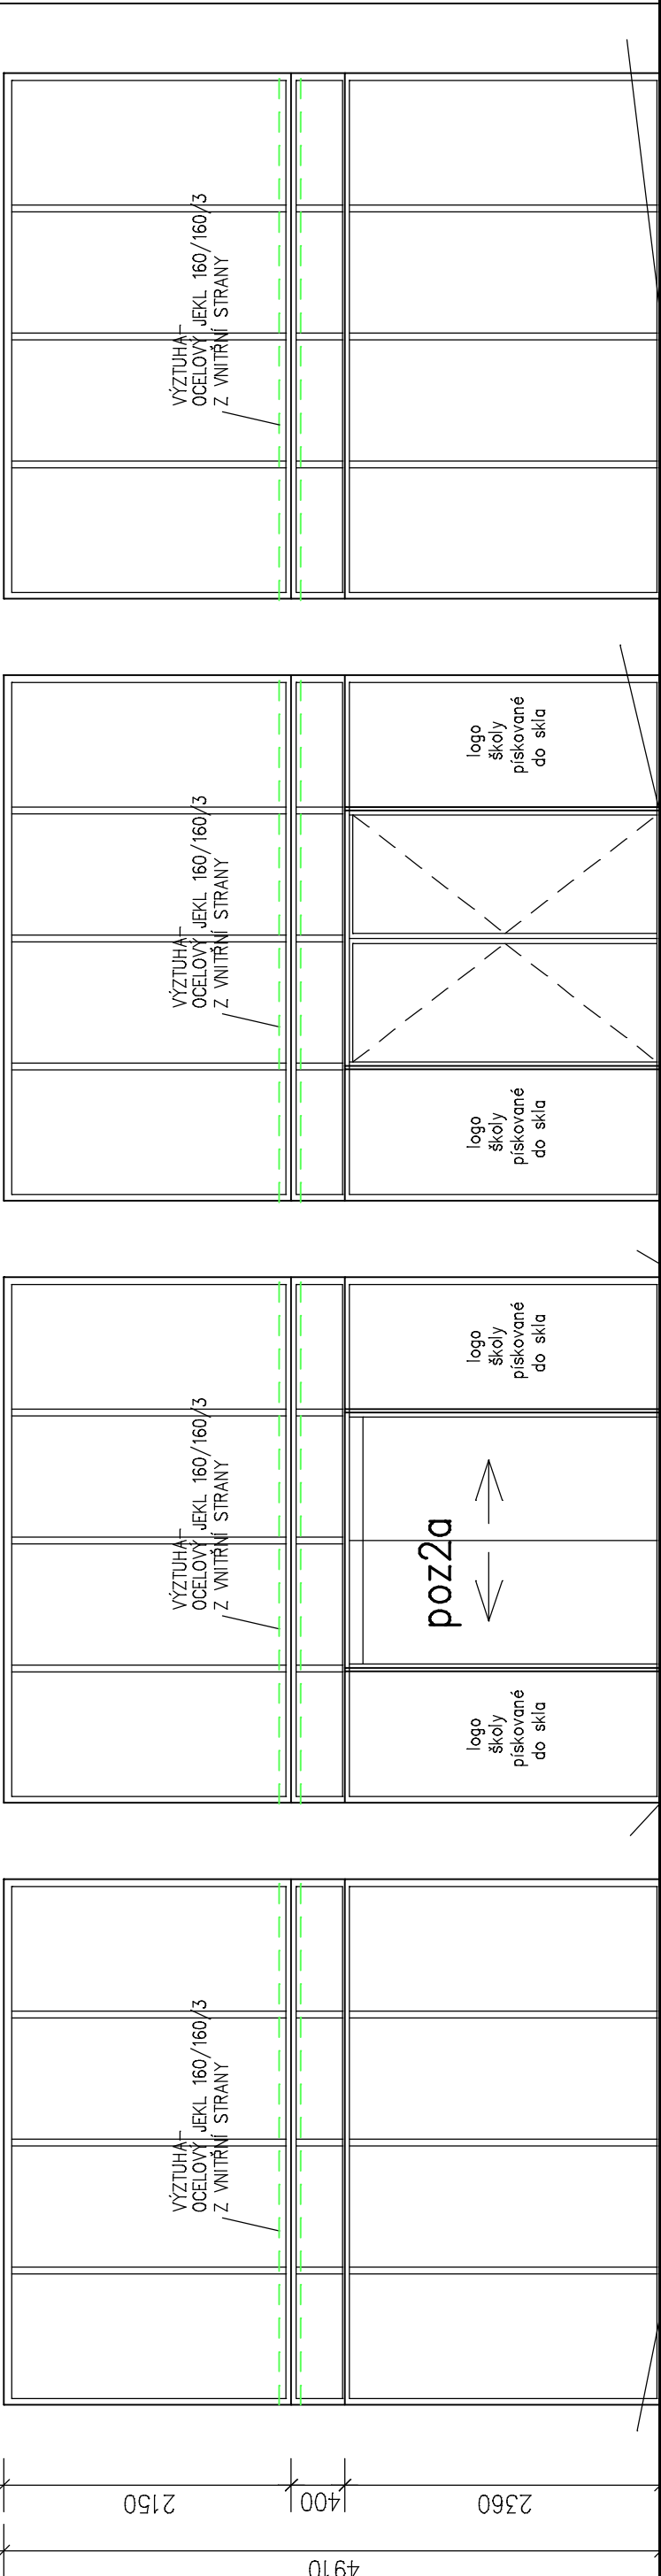 VÝZTUHA–
OCELOVÝ JEKL 160/160/3
Z VNITŘNÍ STRANY
VÝZTUHA–
OCELOVÝ JEKL 160/160/3
Z VNITŘNÍ STRANY
logo
školy
pískované
do skla
logo
školy
pískované
do skla
VÝZTUHA–
OCELOVÝ JEKL 160/160/3
Z VNITŘNÍ STRANY
logo
školy
pískované
do skla
poz2a
logo
školy
pískované
do skla
VÝZTUHA–
OCELOVÝ JEKL 160/160/3
Z VNITŘNÍ STRANY
2150
400
2360
4910